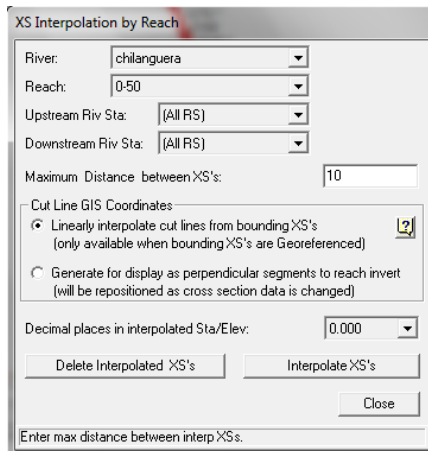 XS Interpolation by Reach
River: chilanguera
Reach: 0-50
Upstream Riv Sta: (All RS)
Downstream Riv Sta: (All RS)
Maximum Distance between XS's: 10
Cut Line GIS Coordinates
Linearly interpolate cut lines from bounding XS's
(only available when bounding XS's are Georeferenced)
?
Generate for display as perpendicular segments to reach invert
(will be repositioned as cross section data is changed)
Decimal places in interpolated Sta/Elev: 0.000
Delete Interpolated XS's Interpolate XS's
Close
Enter max distance between interp XSs.